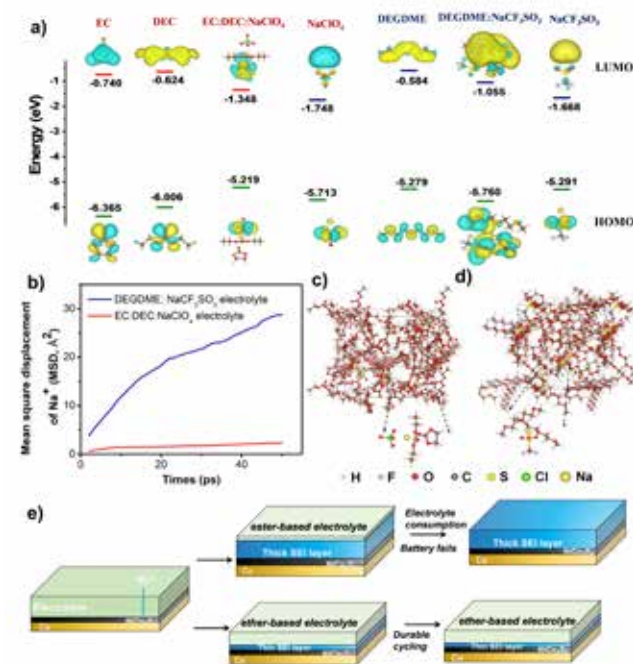 a)
EC
DEC
EC:DEC:NaClO₄
NaClO₄
DEGDME
DEGDME:NaCF₃SO₃
NaCF₃SO₃
LUMO
-0.740
-0.624
-1.348
-1.748
-0.584
-1.055
-1.668
Energy (eV)
-1
-2
-3
-4
-5
-6
-6.365
-6.006
-5.219
-5.713
-5.760
-5.291
HOMO
b)
DEGDME: NaCF₃SO₃ electrolyte
EC:DEC:NaClO₄ electrolyte
Mean square displacement
of Na⁺ (MSD, Å²)
30
20
10
0
0
20
40
Times (ps)
c)
d)
H
F
O
C
S
Cl
Na
e)
ester-based electrolyte
Thick SEI layer
Electrolyte
consumption
Battery fails
Thick SEI layer
Cu
Cu
ether-based electrolyte
Thin SEI layer
Durable
cycling
ether-based electrolyte
Thin SEI layer
Cu
Cu